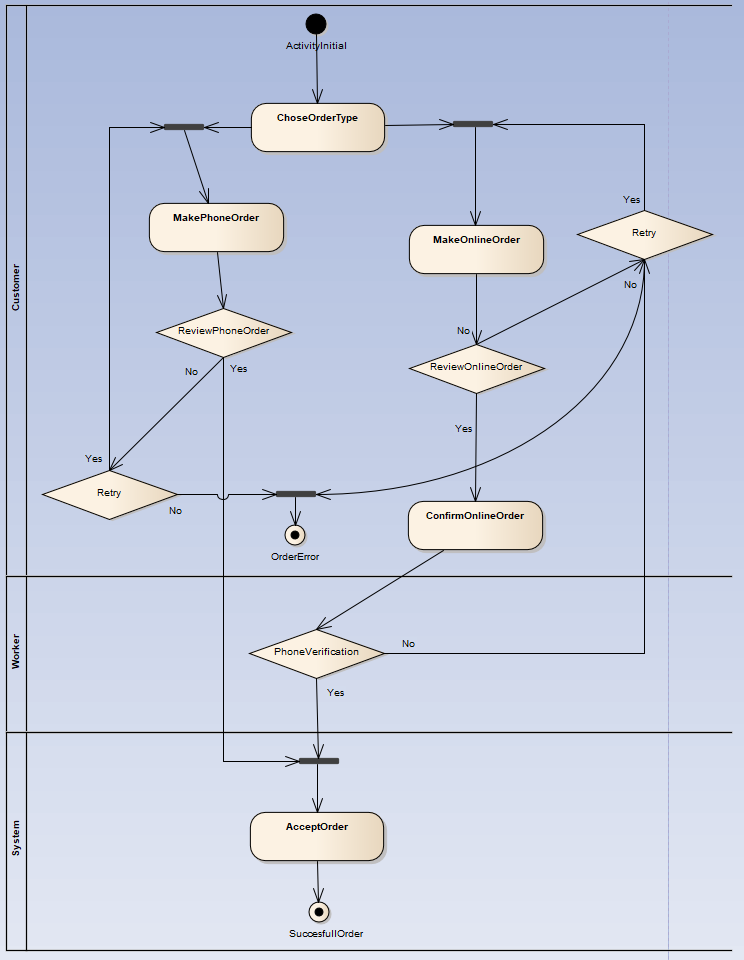 ActivityInitial
ChoseOrderType
MakePhoneOrder
MakeOnlineOrder
Yes
Retry
No
ReviewPhoneOrder
No
ReviewOnlineOrder
No
Yes
Yes
Yes
Retry
No
ConfirmOnlineOrder
OrderError
Customer
PhoneVerification
No
Yes
Worker
AcceptOrder
SuccesfullOrder
System